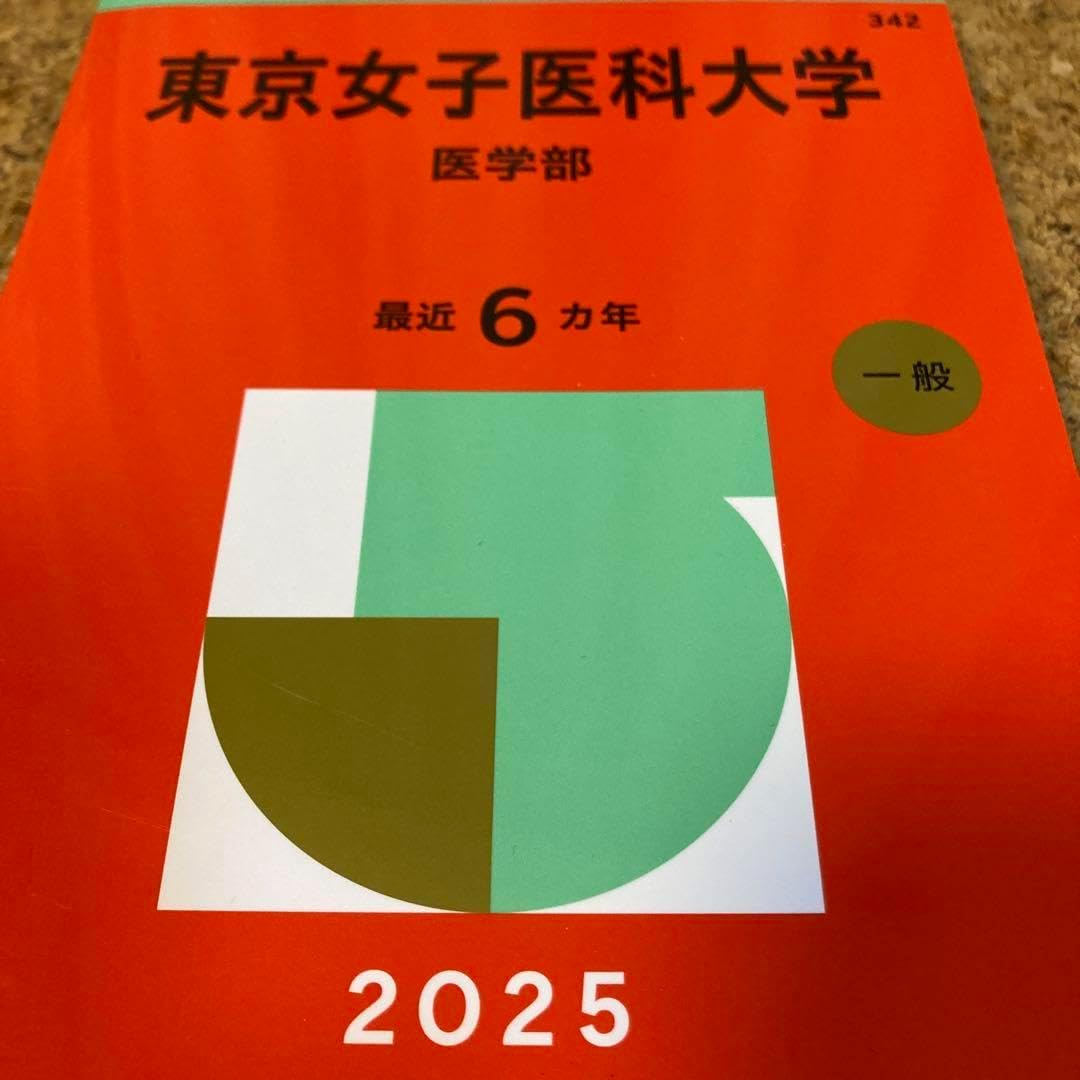 342
東京女子医科大学
医学部
最近6カ年
一般
2025